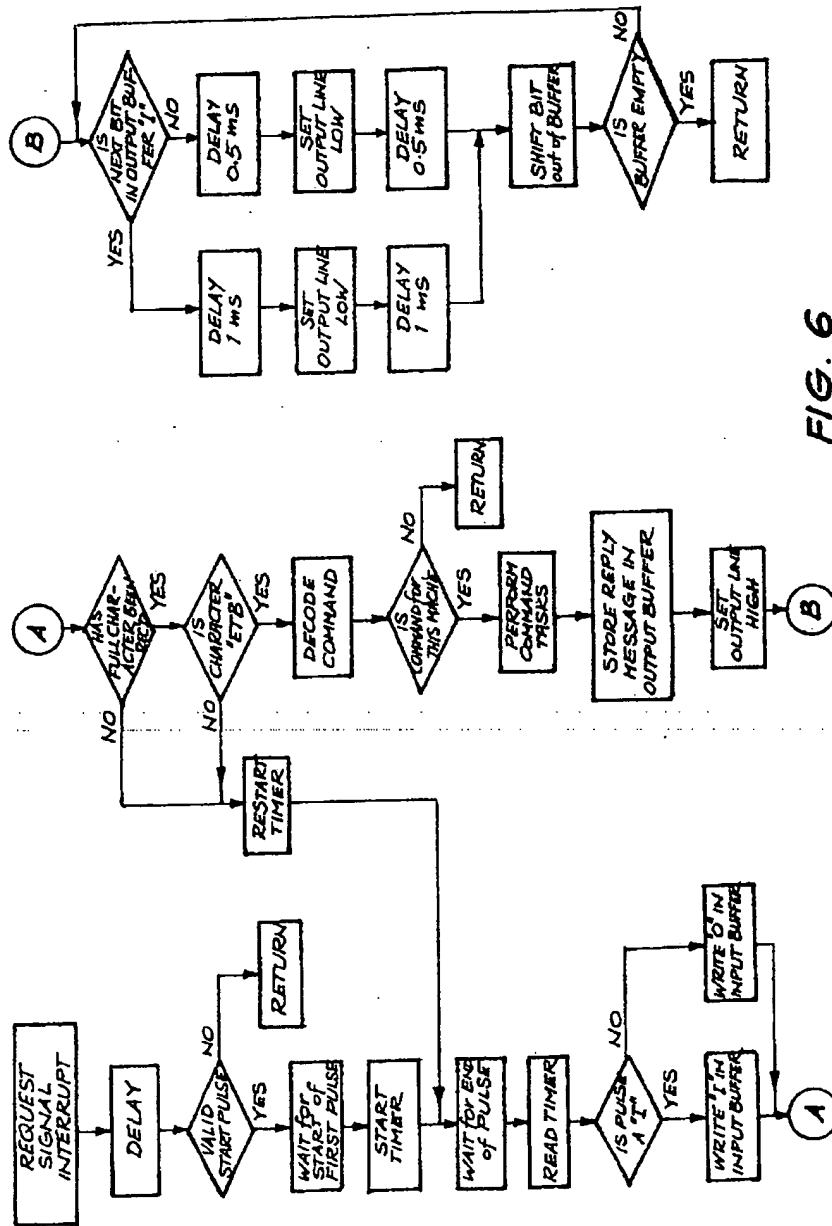 REQUEST
SIGNAL
INTERRUPT
DELAY
VALID
START PULSE
NO
RETURN
YES
WAIT for
START of
FIRST PULSE
START
TIMER
WAIT for END
of PULSE
READ TIMER
IS PULSE
A "1"
NO
YES
WRITE "1" IN
INPUT BUFFER
WRITE "0" IN
INPUT BUFFER
A
A
HAS
FULL CHAR-
ACTER BEEN
RIC'D
NO
YES
IS
CHARACTER
"ETB"
NO
YES
RESTART
TIMER
DECODE
COMMAND
IS
COMMAND for
THIS MACHE
NO
RETURN
YES
PERFORM
COMMAND
TASKS
STORE REPLY
MESSAGE IN
OUTPUT BUFFER
SET
OUTPUT LINE
HIGH
B
B
IS
NEXT BIT
IN OUTPUT BUF-
FER "1"
YES
NO
DELAY
1 ms
SET
OUTPUT LINE
LOW
DELAY
1 ms
DELAY
0.5 ms
SET
OUTPUT LINE
LOW
DELAY
0.5 ms
SHIFT BIT
out of BUFFER
IS
BUFFER EMPTY
NO
YES
RETURN
FIG. 6